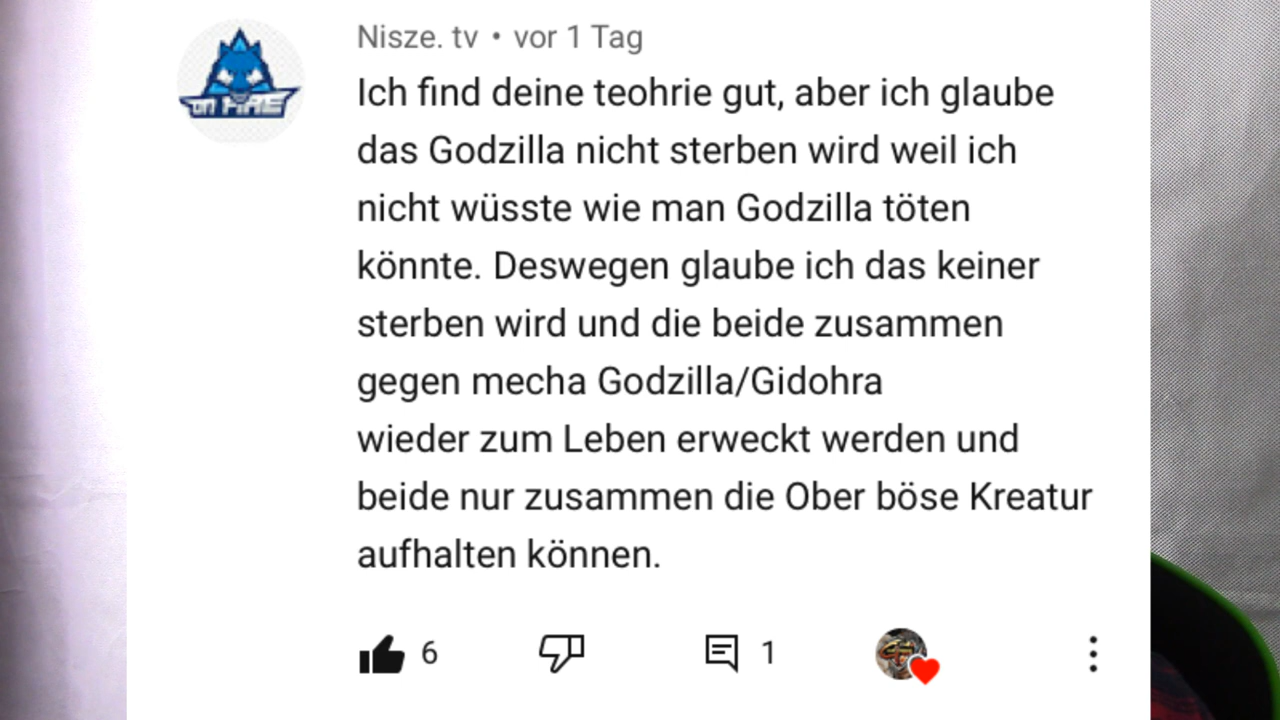 Nisze. tv • vor 1 Tag
ON FIRE
Ich find deine teohrie gut, aber ich glaube
das Godzilla nicht sterben wird weil ich
nicht wüsste wie man Godzilla töten
könnte. Deswegen glaube ich das keiner
sterben wird und die beide zusammen
gegen mecha Godzilla/Gidohra
wieder zum Leben erweckt werden und
beide nur zusammen die Ober böse Kreatur
aufhalten können.
6 1